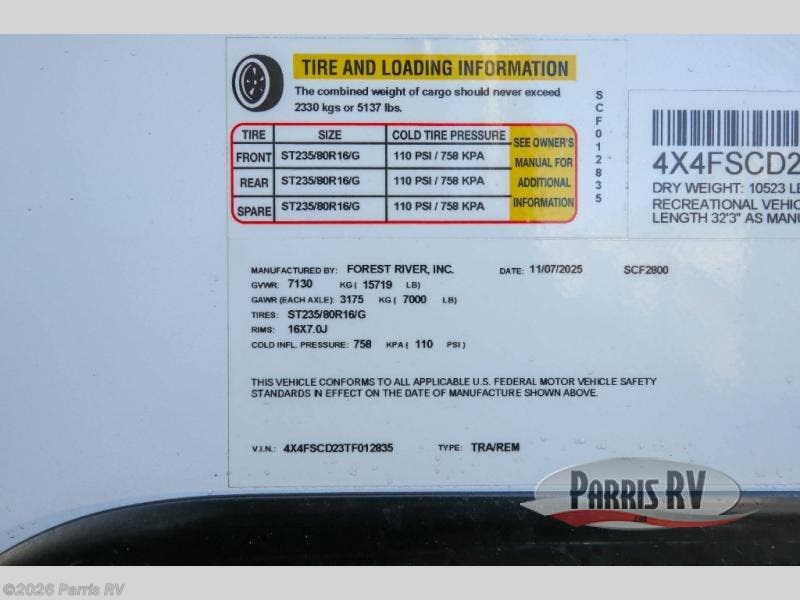 TIRE AND LOADING INFORMATION
The combined weight of cargo should never exceed
2330 kgs or 5137 lbs.
TIRE SIZE COLD TIRE PRESSURE SEE OWNER'S MANUAL FOR ADDITIONAL INFORMATION
FRONT ST235/80R16/G 110 PSI / 758 KPA
REAR ST235/80R16/G 110 PSI / 758 KPA
SPARE ST235/80R16/G 110 PSI / 758 KPA
SCF012835
4X4FSCD2
DRY WEIGHT: 10523 LB
RECREATIONAL VEHIC
LENGTH 32'3" AS MANU
MANUFACTURED BY: FOREST RIVER, INC. DATE: 11/07/2025 SCF2800
GVWR: 7130 KG ( 15719 LB)
GAWR (EACH AXLE): 3175 KG ( 7000 LB)
TIRES: ST235/80R16/G
RIMS: 16X7.0J
COLD INFL. PRESSURE: 758 KPA ( 110 PSI )
THIS VEHICLE CONFORMS TO ALL APPLICABLE U.S. FEDERAL MOTOR VEHICLE SAFETY
STANDARDS IN EFFECT ON THE DATE OF MANUFACTURE SHOWN ABOVE.
V.I.N.: 4X4FSCD23TF012835 TYPE: TRA/REM
PARRIS RV
©2026 Parris RV